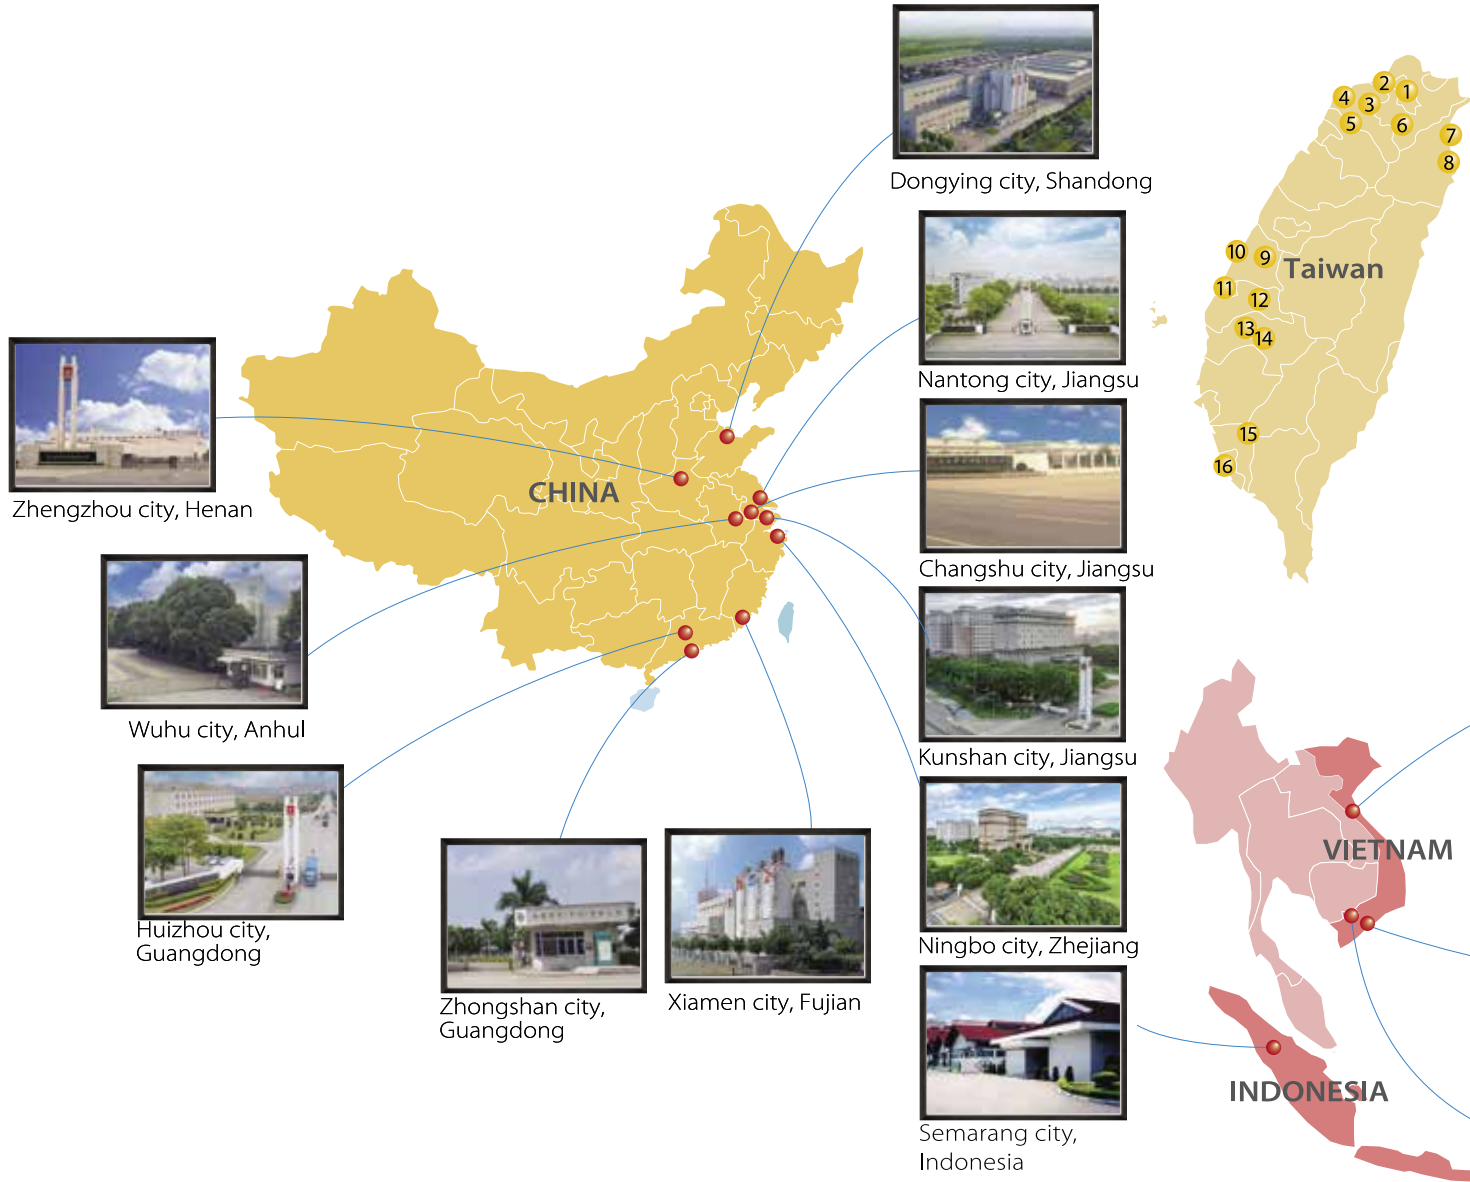 Dongying city, Shandong
Nantong city, Jiangsu
Changshu city, Jiangsu
Kunshan city, Jiangsu
Ningbo city, Zhejiang
Semarang city,
Indonesia
Zhengzhou city, Henan
Wuhu city, Anhul
Huizhou city,
Guangdong
Zhongshan city,
Guangdong
Xiamen city, Fujian
CHINA
Taiwan
1
2
3
4
5
6
7
8
9
10
11
12
13
14
15
16
VIETNAM
INDONESIA